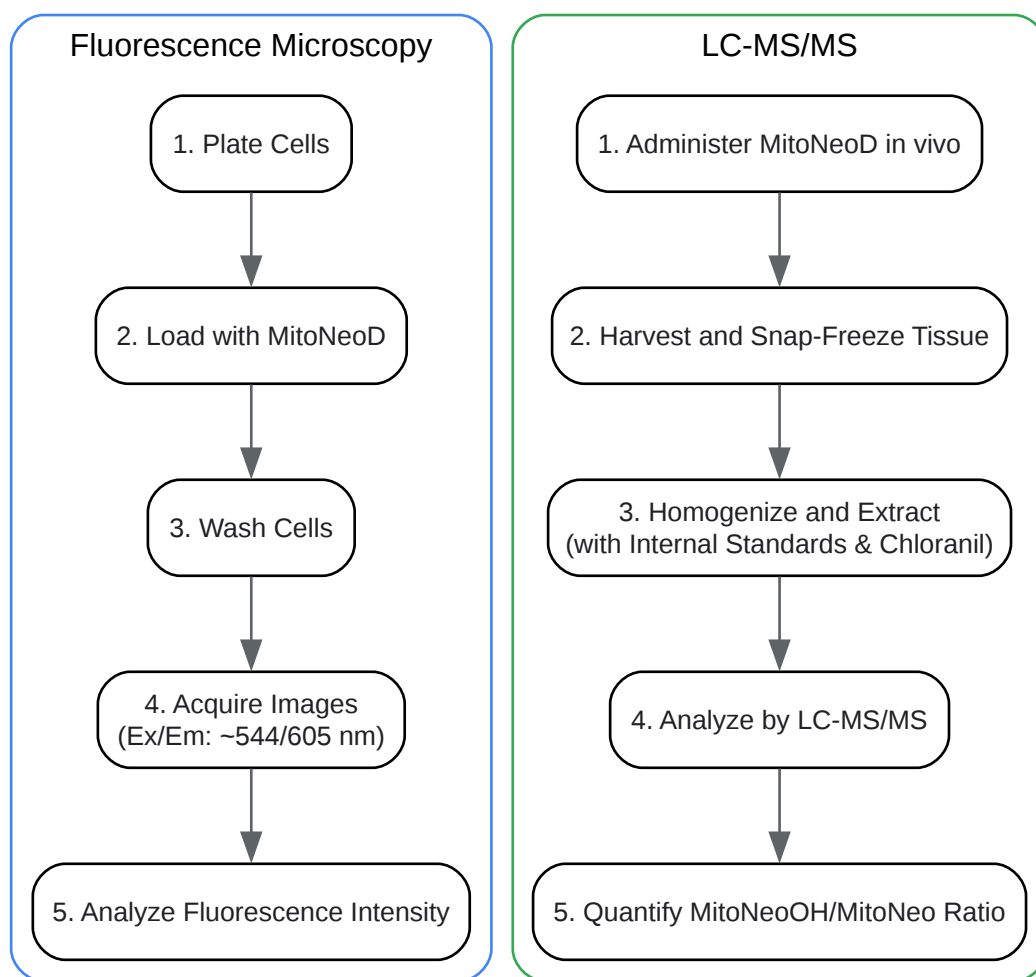 Fluorescence Microscopy
1. Plate Cells
2. Load with MitoNeoD
3. Wash Cells
4. Acquire Images
(Ex/Em: ~544/605 nm)
5. Analyze Fluorescence Intensity
LC-MS/MS
1. Administer MitoNeoD in vivo
2. Harvest and Snap-Freeze Tissue
3. Homogenize and Extract
(with Internal Standards & Chloranil)
4. Analyze by LC-MS/MS
5. Quantify MitoNeoOH/MitoNeo Ratio